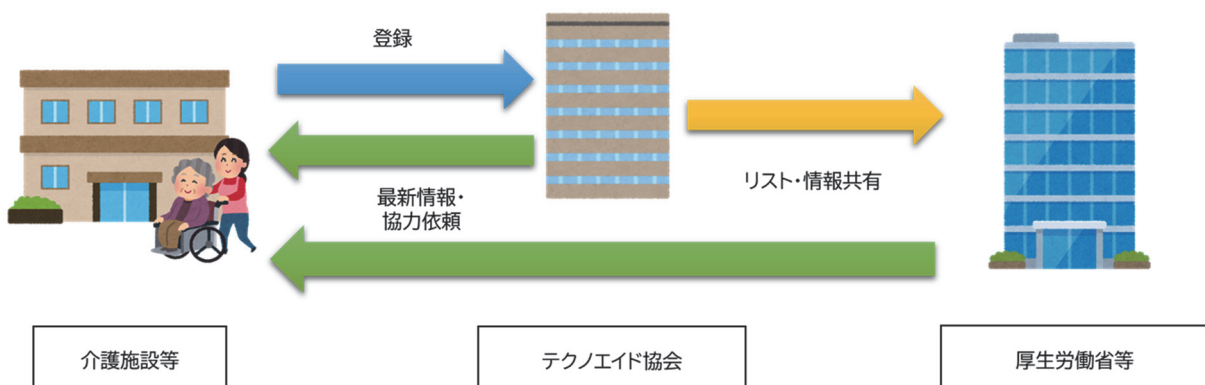 登録
最新情報・
協力依頼
リスト・情報共有
介護施設等
テクノエイド協会
厚生労働省等